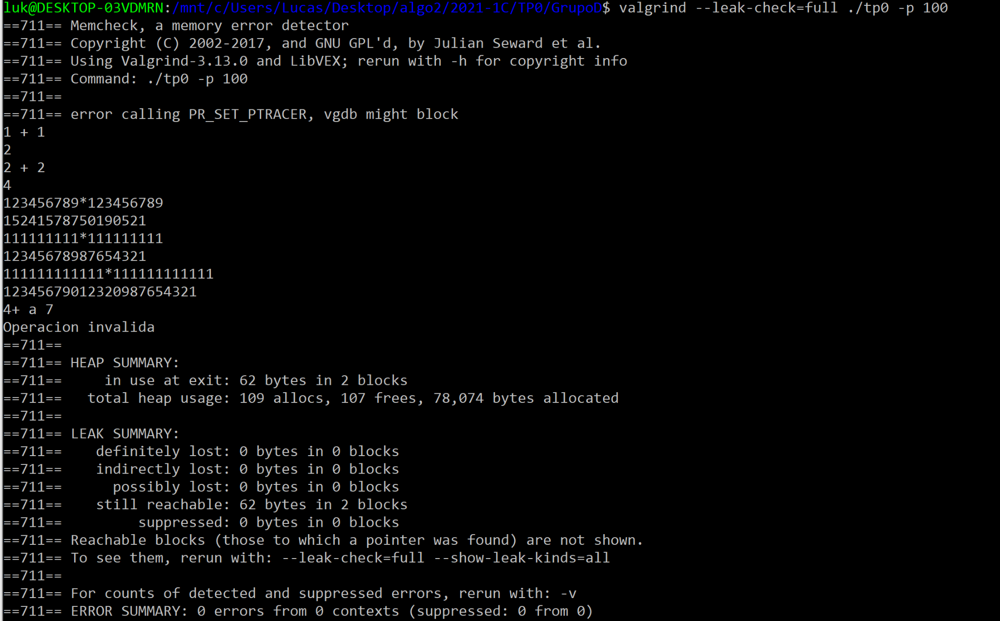 luk@DESKTOP-03VDMRN:/mnt/c/Users/Lucas/Desktop/algo2/2021-1C/TP0/GrupoD$ valgrind --leak-check=full ./tp0 -p 100
==711== Memcheck, a memory error detector
==711== Copyright (C) 2002-2017, and GNU GPL'd, by Julian Seward et al.
==711== Using Valgrind-3.13.0 and LibVEX; rerun with -h for copyright info
==711== Command: ./tp0 -p 100
==711==
==711== error calling PR_SET_PTRACER, vgdb might block
1 + 1
2
2 + 2
4
123456789*123456789
15241578750190521
111111111*111111111
12345678987654321
111111111111*111111111111
12345679012320987654321
4+ a 7
Operacion invalida
==711==
==711== HEAP SUMMARY:
==711==     in use at exit: 62 bytes in 2 blocks
==711==   total heap usage: 109 allocs, 107 frees, 78,074 bytes allocated
==711==
==711== LEAK SUMMARY:
==711==    definitely lost: 0 bytes in 0 blocks
==711==    indirectly lost: 0 bytes in 0 blocks
==711==      possibly lost: 0 bytes in 0 blocks
==711==    still reachable: 62 bytes in 2 blocks
==711==         suppressed: 0 bytes in 0 blocks
==711== Reachable blocks (those to which a pointer was found) are not shown.
==711== To see them, rerun with: --leak-check=full --show-leak-kinds=all
==711==
==711== For counts of detected and suppressed errors, rerun with: -v
==711== ERROR SUMMARY: 0 errors from 0 contexts (suppressed: 0 from 0)